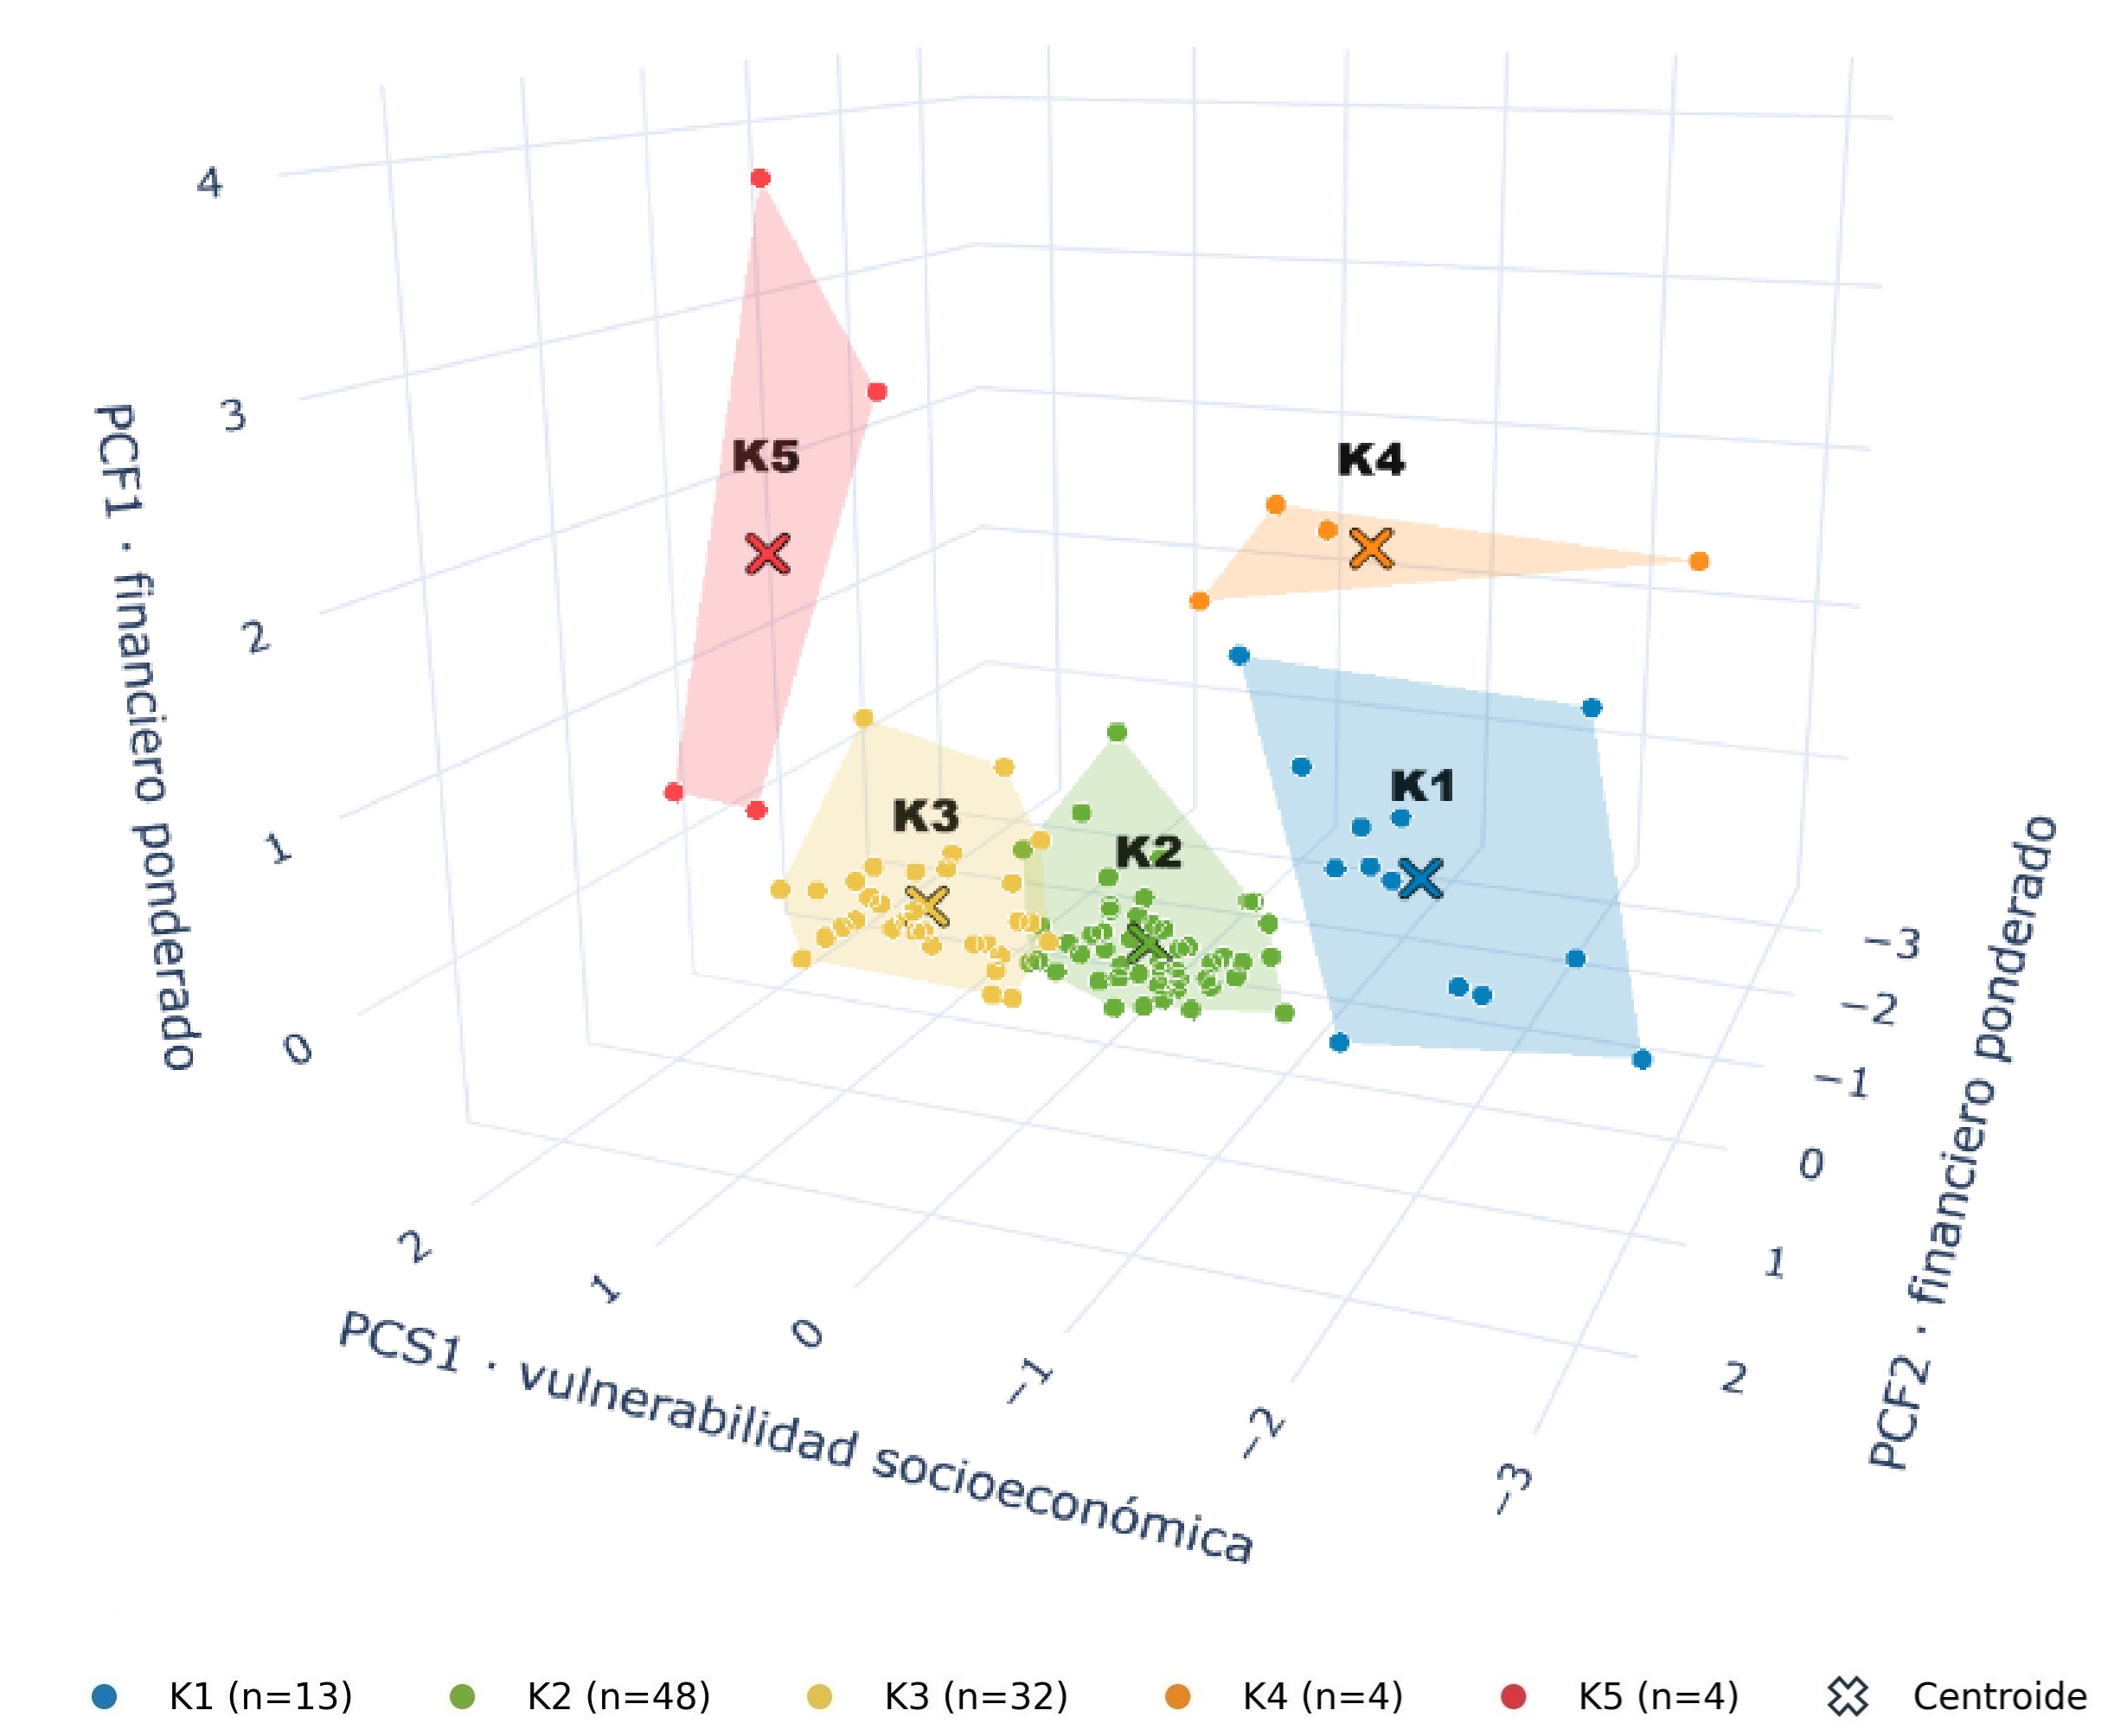 4
3
2
1
0
PCF1 · financiero ponderado
K5
K4
K3
K2
K1
2
1
0
−1
−2
−3
PCS1 · vulnerabilidad socioeconómica
−3
−2
−1
0
1
2
PCF2 · financiero ponderado
K1 (n=13)
K2 (n=48)
K3 (n=32)
K4 (n=4)
K5 (n=4)
Centroide